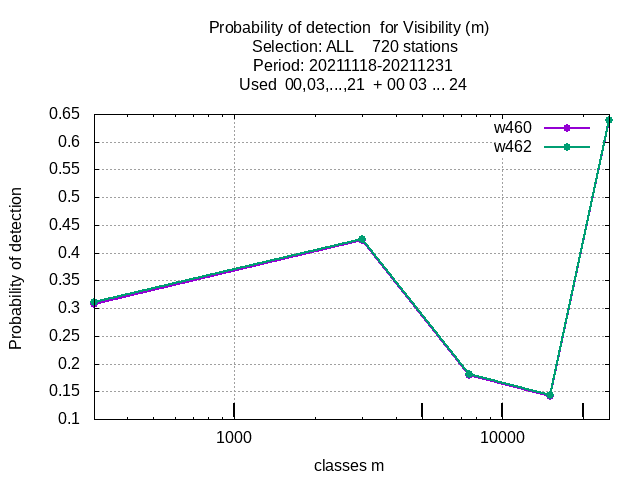 Probability of detection  for Visibility (m)
Selection: ALL    720 stations
Period: 20211118-20211231
Used  00,03,...,21  + 00 03 ... 24
w460
w462
0.65
0.6
0.55
0.5
0.45
0.4
0.35
0.3
0.25
0.2
0.15
0.1
Probability of detection
1000 10000
classes m